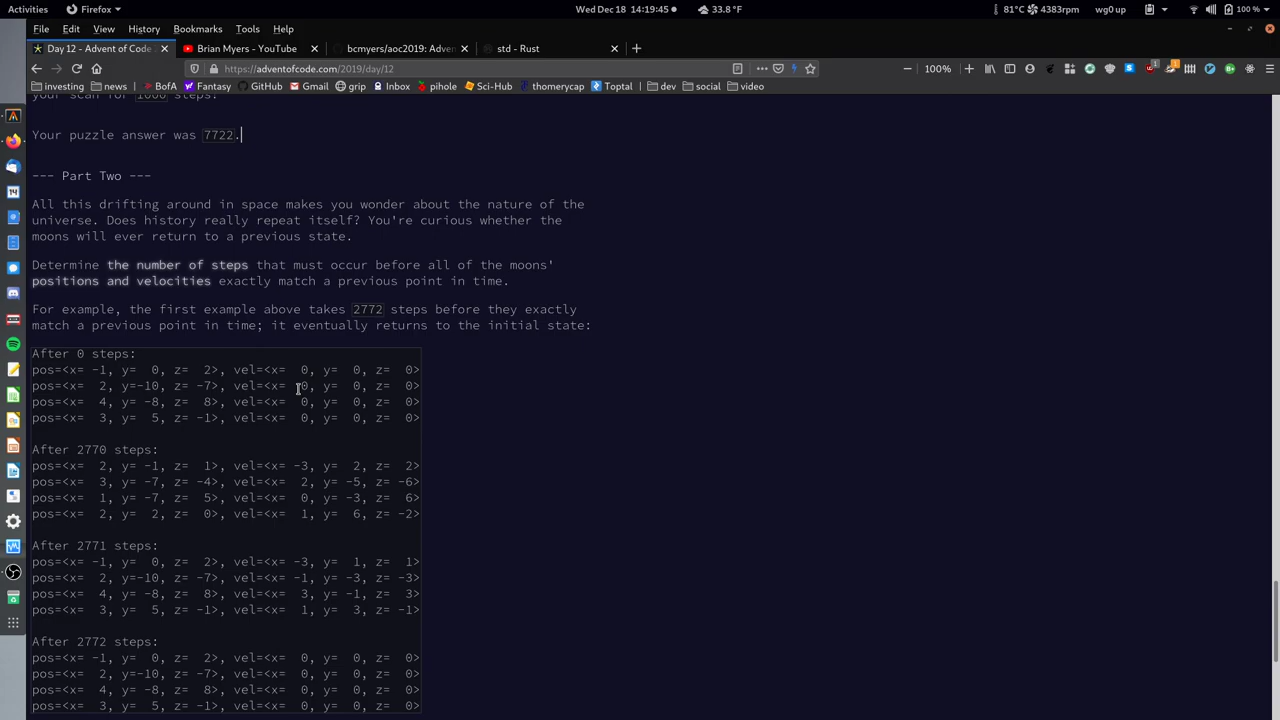 Activities Firefox Wed Dec 18 14:19:45 33.8 °F 81°C 4383rpm wg0 up 100 %
File Edit View History Bookmarks Tools Help
Day 12 - Advent of Code Brian Myers - YouTube bcmyers/aoc2019: Adven std - Rust
https://adventofcode.com/2019/day/12 100%
investing news BofA Fantasy GitHub Gmail grip Inbox pihole Sci-Hub thomerycap Toptal dev social video
your scan for 1000 steps?
Your puzzle answer was 7722.
--- Part Two ---
All this drifting around in space makes you wonder about the nature of the
universe. Does history really repeat itself? You're curious whether the
moons will ever return to a previous state.
Determine the number of steps that must occur before all of the moons'
positions and velocities exactly match a previous point in time.
For example, the first example above takes 2772 steps before they exactly
match a previous point in time; it eventually returns to the initial state:
After 0 steps:
pos=<x= -1, y=  0, z=  2>, vel=<x=  0, y=  0, z=  0>
pos=<x=  2, y=-10, z= -7>, vel=<x=  0, y=  0, z=  0>
pos=<x=  4, y= -8, z=  8>, vel=<x=  0, y=  0, z=  0>
pos=<x=  3, y=  5, z= -1>, vel=<x=  0, y=  0, z=  0>
After 2770 steps:
pos=<x=  2, y= -1, z=  1>, vel=<x= -3, y=  2, z=  2>
pos=<x=  3, y= -7, z= -4>, vel=<x=  2, y= -5, z= -6>
pos=<x=  1, y= -7, z=  5>, vel=<x=  0, y= -3, z=  6>
pos=<x=  2, y=  2, z=  0>, vel=<x=  1, y=  6, z= -2>
After 2771 steps:
pos=<x= -1, y=  0, z=  2>, vel=<x= -3, y=  1, z=  1>
pos=<x=  2, y=-10, z= -7>, vel=<x= -1, y= -3, z= -3>
pos=<x=  4, y= -8, z=  8>, vel=<x=  3, y= -1, z=  3>
pos=<x=  3, y=  5, z= -1>, vel=<x=  1, y=  3, z= -1>
After 2772 steps:
pos=<x= -1, y=  0, z=  2>, vel=<x=  0, y=  0, z=  0>
pos=<x=  2, y=-10, z= -7>, vel=<x=  0, y=  0, z=  0>
pos=<x=  4, y= -8, z=  8>, vel=<x=  0, y=  0, z=  0>
pos=<x=  3, y=  5, z= -1>, vel=<x=  0, y=  0, z=  0>